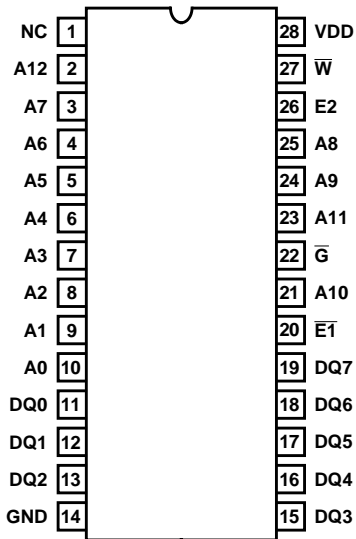 NC 1 28 VDD
A12 2 27 W̅
A7 3 26 E2
A6 4 25 A8
A5 5 24 A9
A4 6 23 A11
A3 7 22 G̅
A2 8 21 A10
A1 9 20 E̅1̅
A0 10 19 DQ7
DQ0 11 18 DQ6
DQ1 12 17 DQ5
DQ2 13 16 DQ4
GND 14 15 DQ3